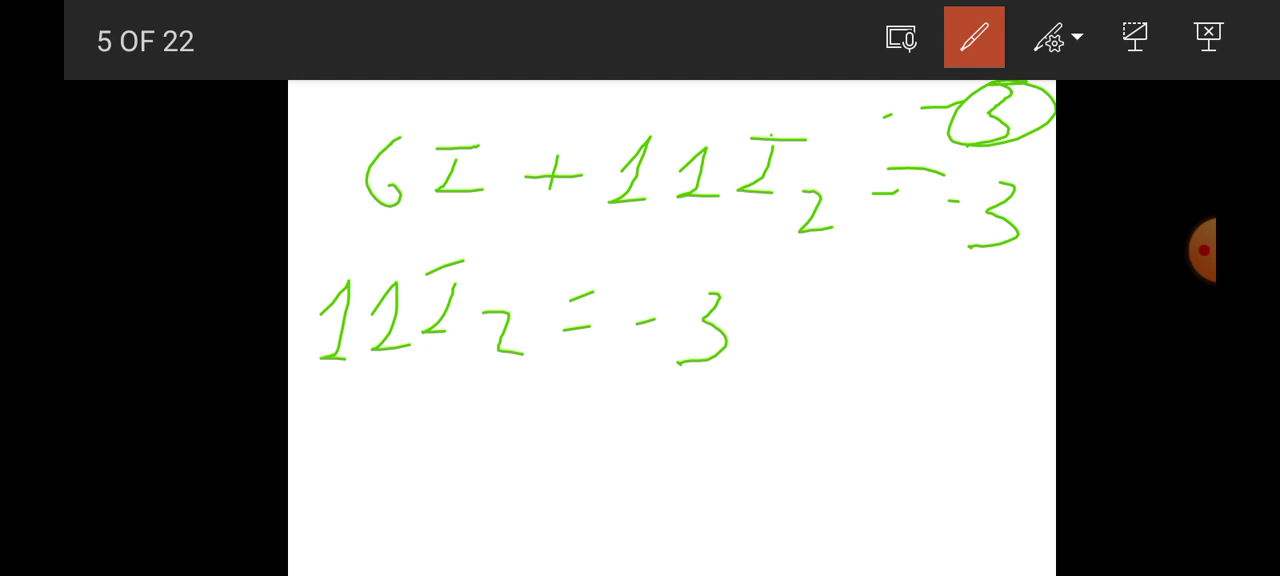 5 OF 22
. - 3
6I + 11I₂ = -3
11I₂ = -3